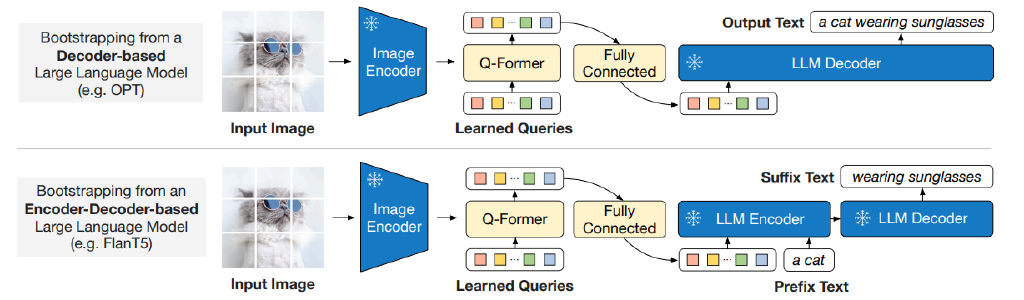 Bootstrapping from a
Decoder-based
Large Language Model
(e.g. OPT)
Input Image
Image
Encoder
Q-Former
Learned Queries
Fully
Connected
Output Text
a cat wearing sunglasses
LLM Decoder
Bootstrapping from an
Encoder-Decoder-based
Large Language Model
(e.g. FlanT5)
Input Image
Image
Encoder
Q-Former
Learned Queries
Fully
Connected
Suffix Text
wearing sunglasses
LLM Encoder
LLM Decoder
a cat
Prefix Text